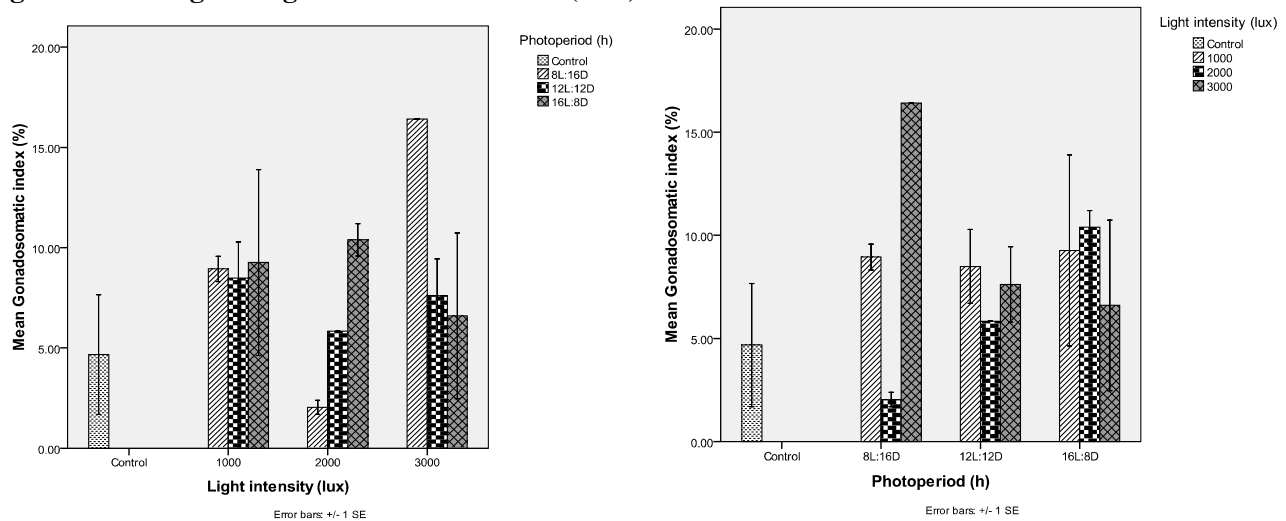 Photoperiod (h)
Control
8L:16D
12L:12D
16L:8D
20.00
15.00
10.00
5.00
0.00
Mean Gonadosomatic index (%)
Control 1000 2000 3000
Light intensity (lux)
Error bars: +/- 1 SE
Light intensity (lux)
Control
1000
2000
3000
20.00
15.00
10.00
5.00
0.00
Mean Gonadosomatic index (%)
Control 8L:16D 12L:12D 16L:8D
Photoperiod (h)
Error bars: +/- 1 SE